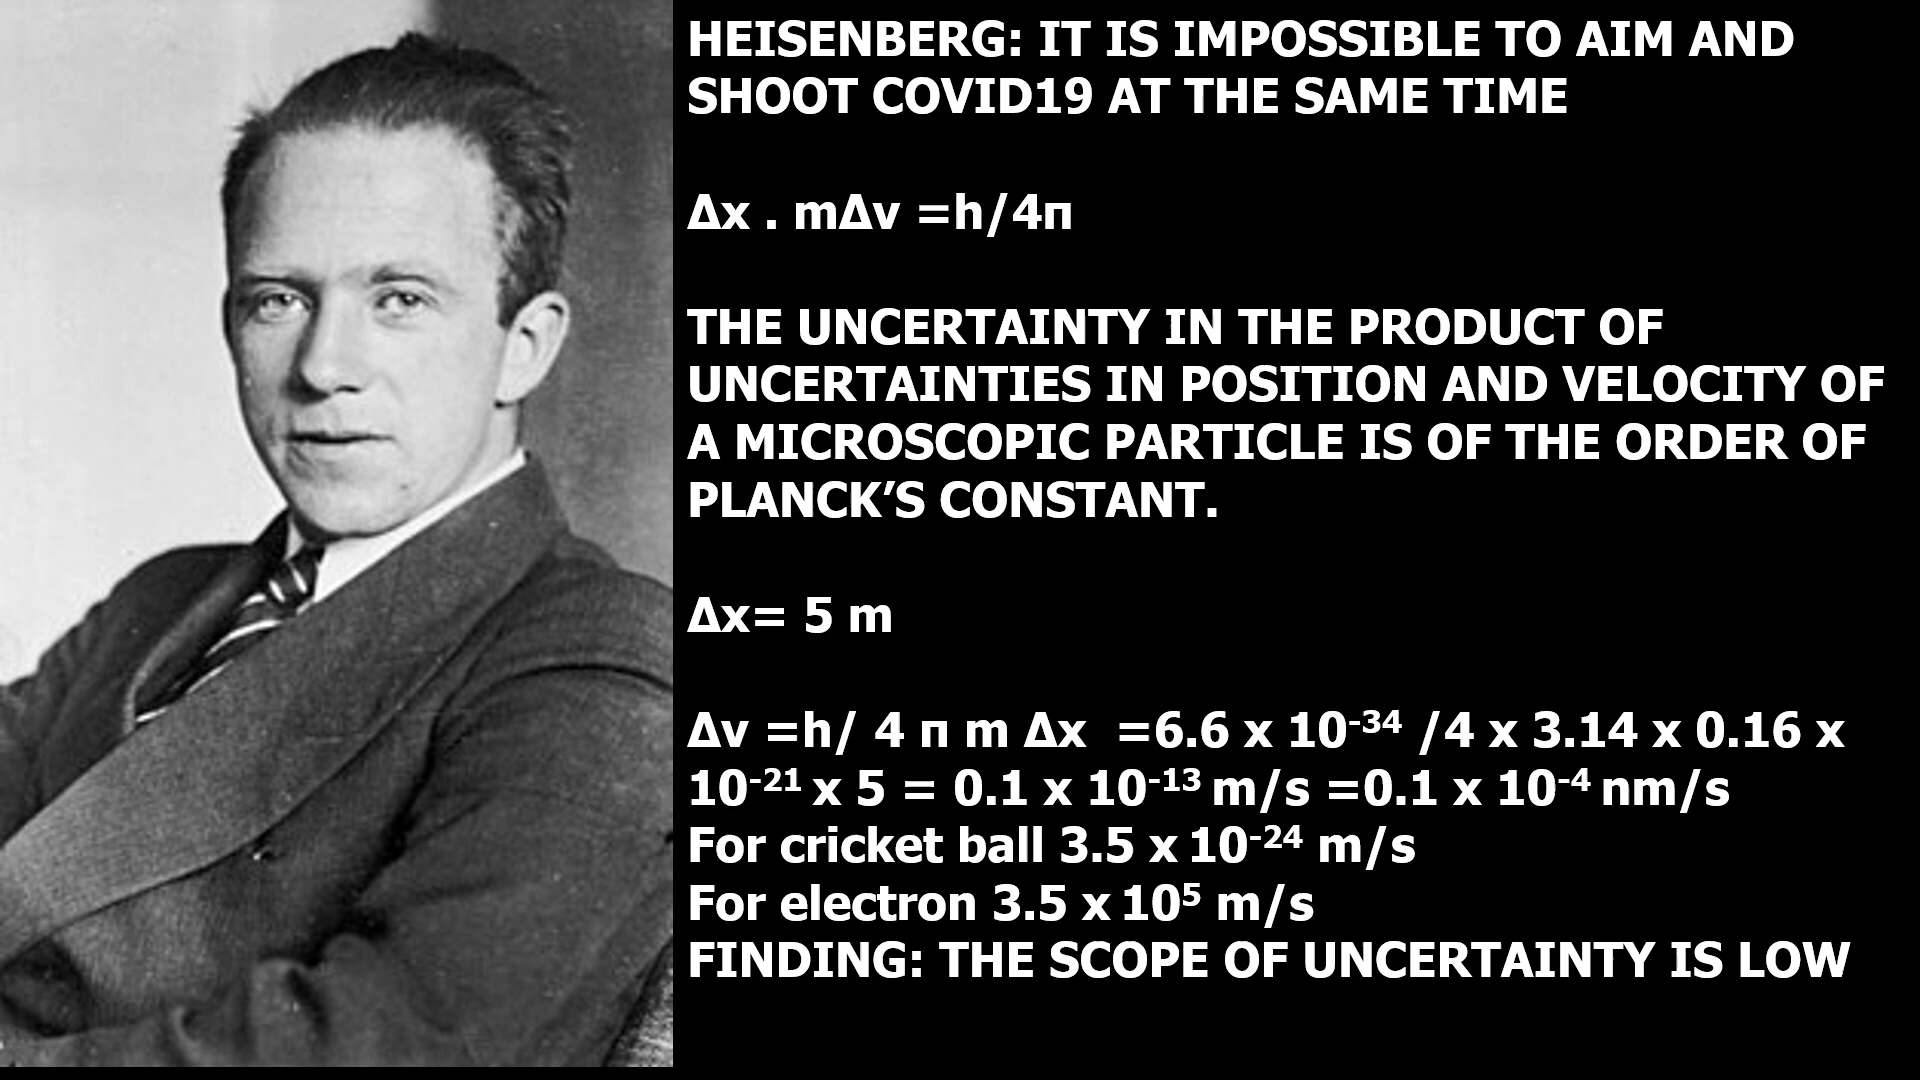 HEISENBERG: IT IS IMPOSSIBLE TO AIM AND
SHOOT COVID19 AT THE SAME TIME
Δx . mΔv =h/4п
THE UNCERTAINTY IN THE PRODUCT OF
UNCERTAINTIES IN POSITION AND VELOCITY OF
A MICROSCOPIC PARTICLE IS OF THE ORDER OF
PLANCK’S CONSTANT.
Δx= 5 m
Δv =h/ 4 п m Δx =6.6 x 10⁻³⁴ /4 x 3.14 x 0.16 x
10⁻²¹ x 5 = 0.1 x 10⁻¹³ m/s =0.1 x 10⁻⁴ nm/s
For cricket ball 3.5 x 10⁻²⁴ m/s
For electron 3.5 x 10⁵ m/s
FINDING: THE SCOPE OF UNCERTAINTY IS LOW